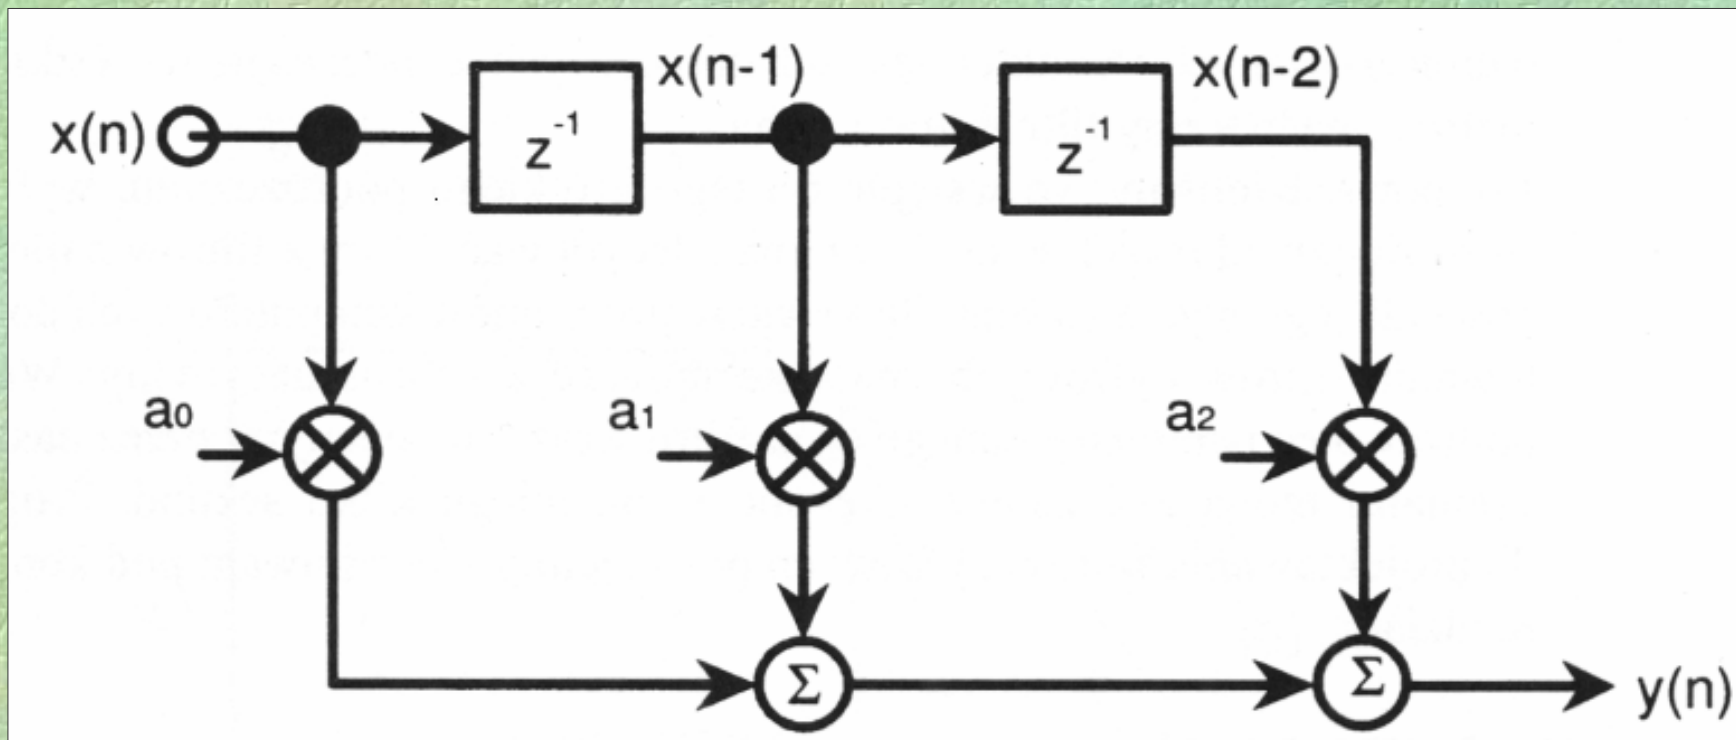 x(n-1)
x(n-2)
x(n)
z⁻¹
z⁻¹
a₀
a₁
a₂
Σ
Σ
y(n)